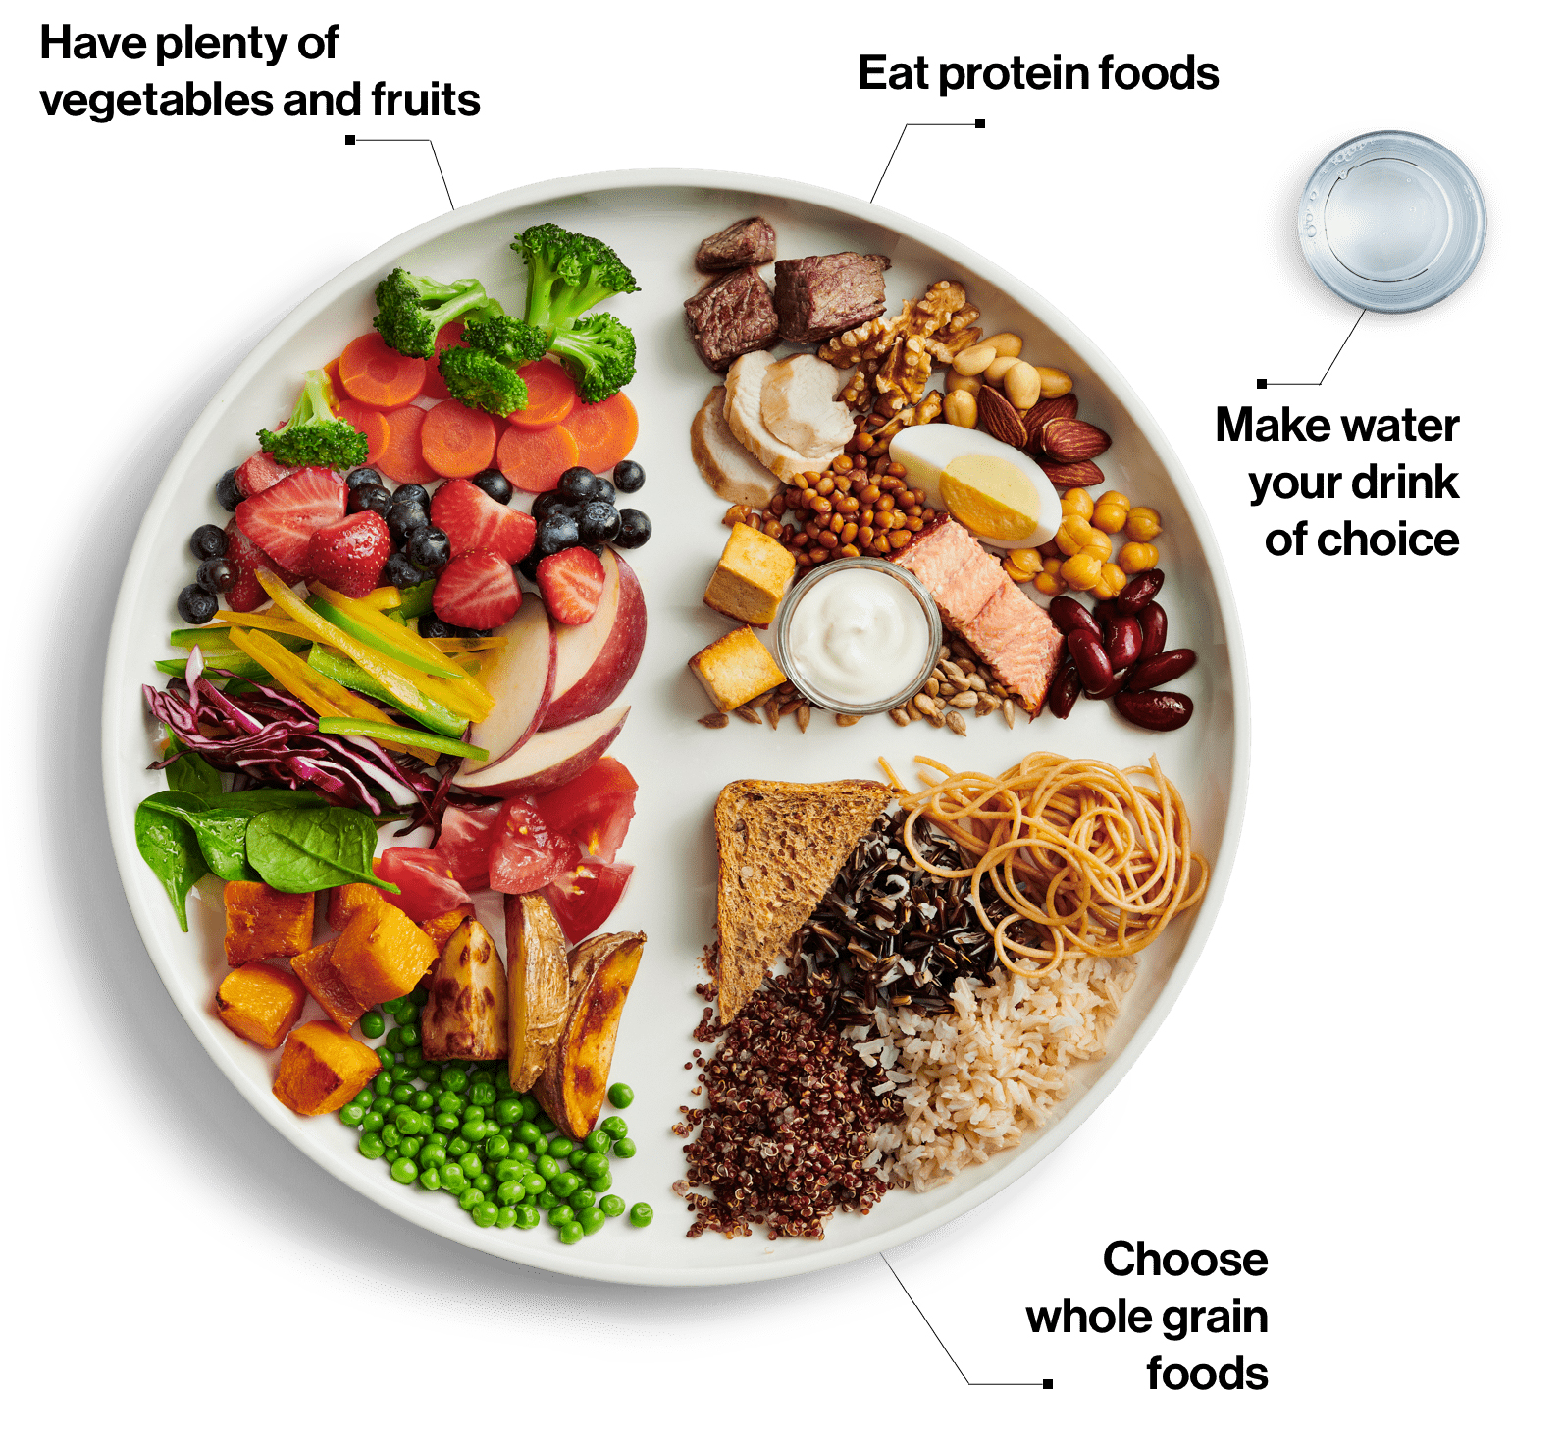 Have plenty of
vegetables and fruits
Eat protein foods
Make water
your drink
of choice
Choose
whole grain
foods